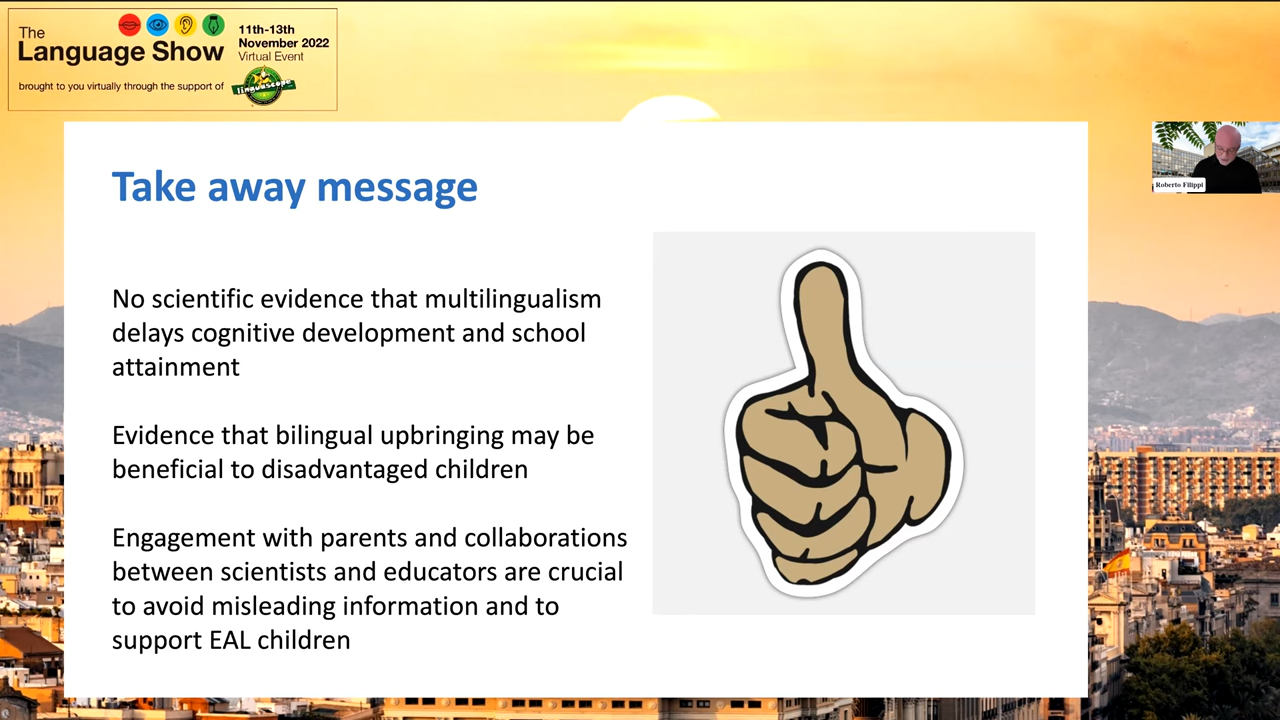 The
Language Show
11th-13th
November 2022
Virtual Event
brought to you virtually through the support of
linguascope
Roberto Filippi
Take away message
No scientific evidence that multilingualism
delays cognitive development and school
attainment
Evidence that bilingual upbringing may be
beneficial to disadvantaged children
Engagement with parents and collaborations
between scientists and educators are crucial
to avoid misleading information and to
support EAL children